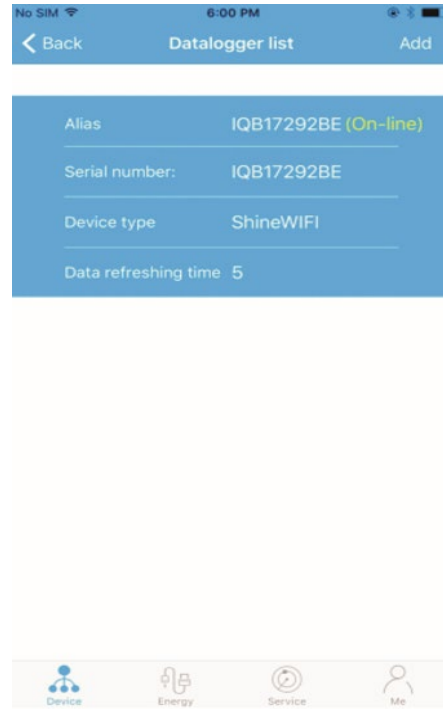 No SIM 6:00 PM
Back Datalogger list Add
Alias IQB17292BE (On-line)
Serial number: IQB17292BE
Device type ShineWIFI
Data refreshing time 5
Device Energy Service Me